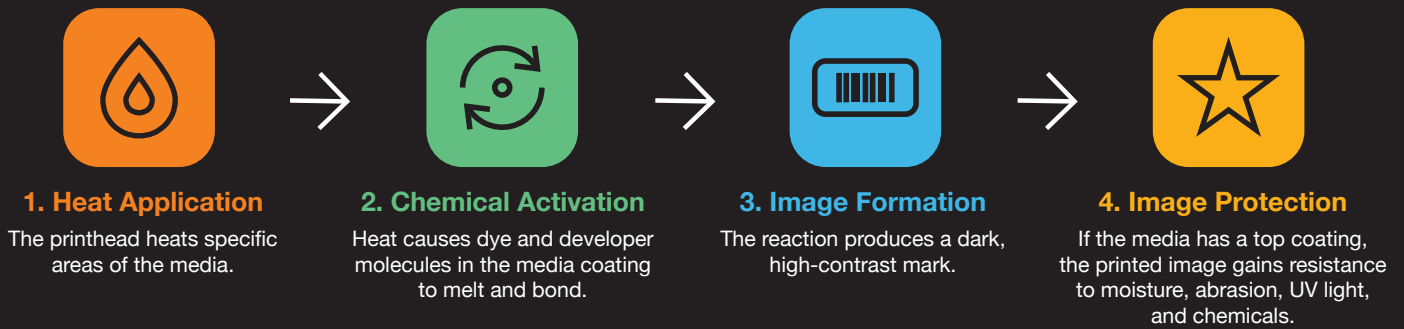 1. Heat Application
The printhead heats specific
areas of the media.
2. Chemical Activation
Heat causes dye and developer
molecules in the media coating
to melt and bond.
3. Image Formation
The reaction produces a dark,
high-contrast mark.
4. Image Protection
If the media has a top coating,
the printed image gains resistance
to moisture, abrasion, UV light,
and chemicals.